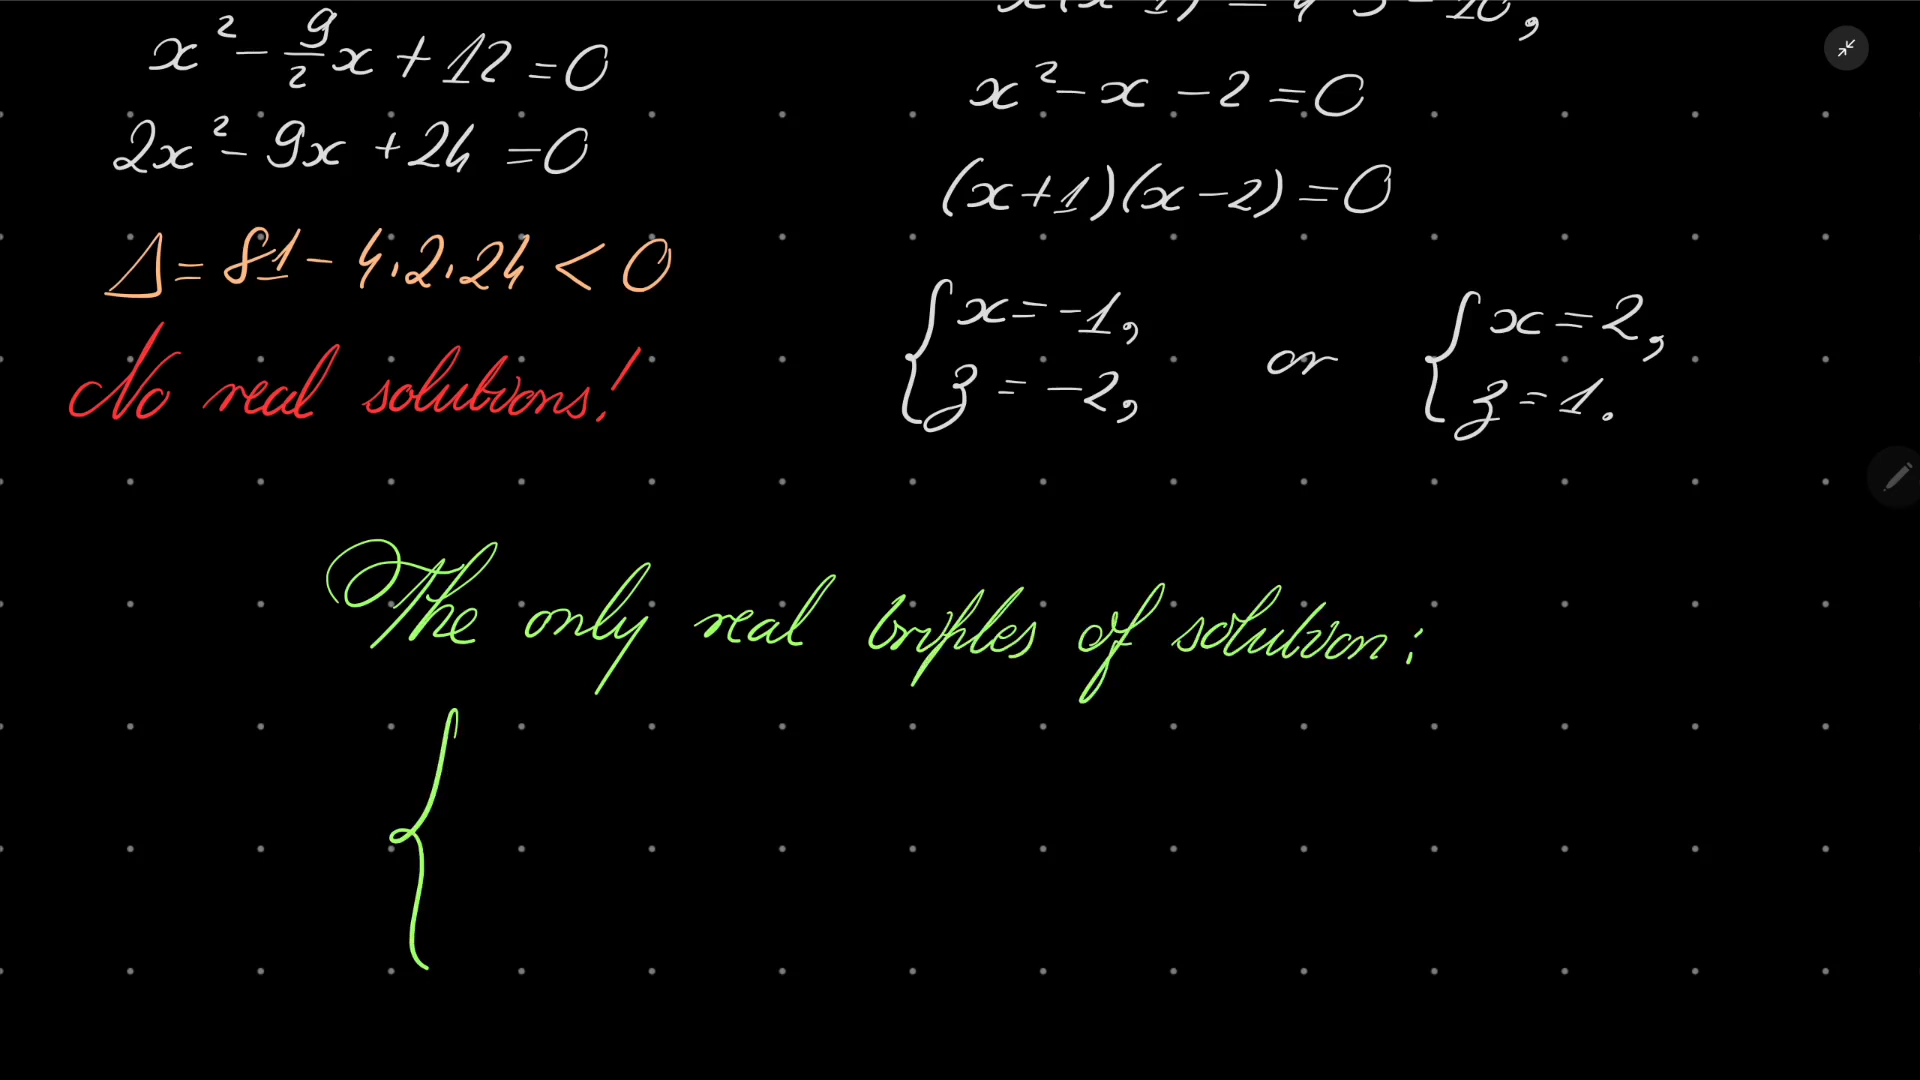 x² - 9/2 x + 12 = 0
2x² - 9x + 24 = 0
Δ = 81 - 4.2.24 < 0
No real solutions!
x² - x - 2 = 0
(x+1)(x-2) = 0
{x = -1, z = -2, or {x = 2, z = 1.
The only real triples of solution:
{